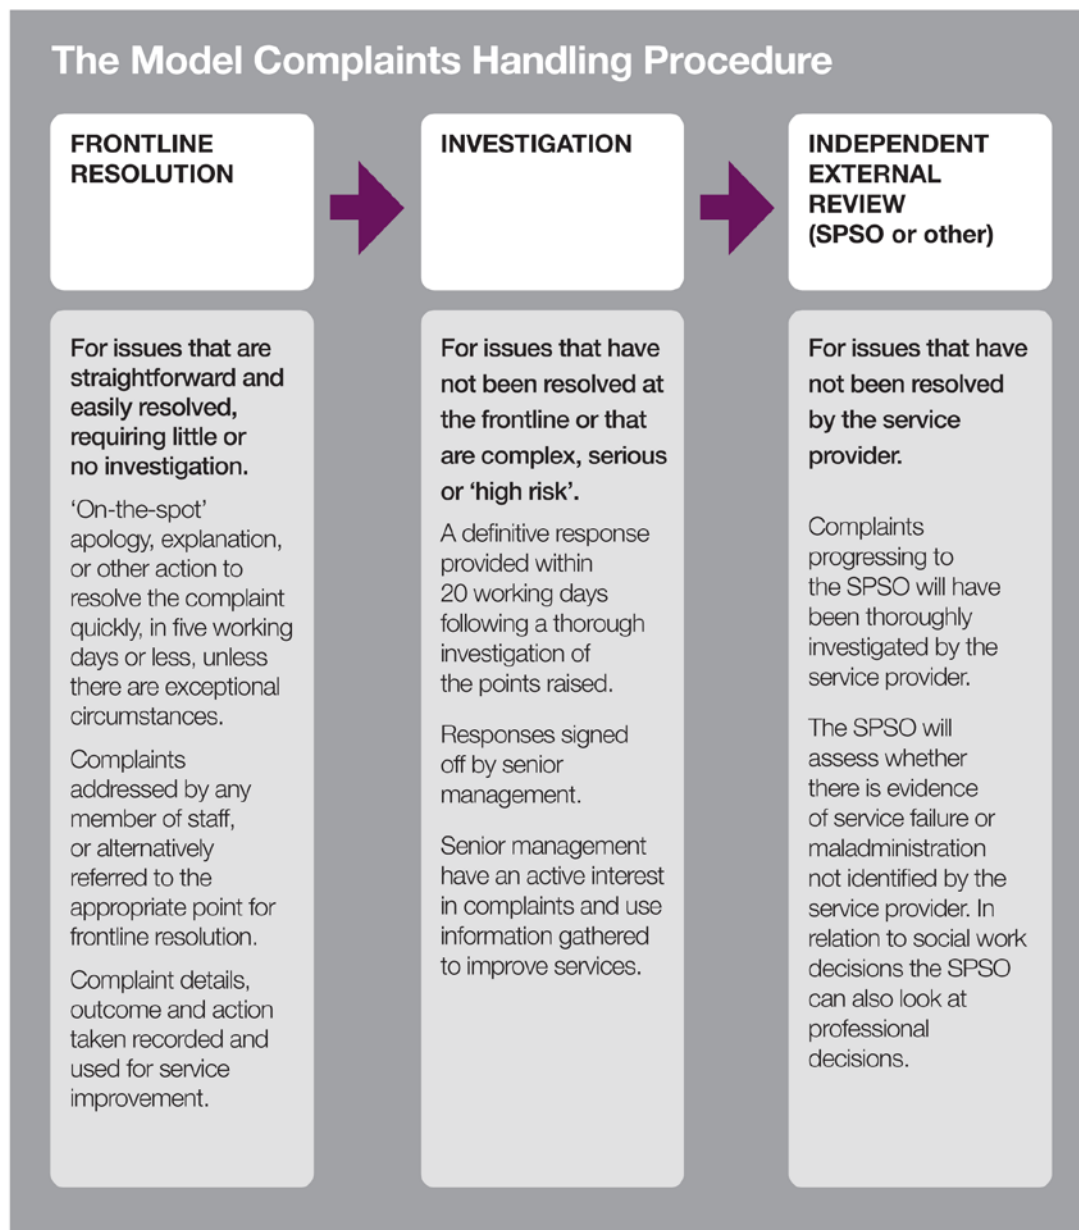 The Model Complaints Handling Procedure
FRONTLINE
RESOLUTION
INVESTIGATION
INDEPENDENT
EXTERNAL
REVIEW
(SPSO or other)
For issues that are
straightforward and
easily resolved,
requiring little or
no investigation.
‘On-the-spot’
apology, explanation,
or other action to
resolve the complaint
quickly, in five working
days or less, unless
there are exceptional
circumstances.
Complaints
addressed by any
member of staff,
or alternatively
referred to the
appropriate point for
frontline resolution.
Complaint details,
outcome and action
taken recorded and
used for service
improvement.
For issues that have
not been resolved at
the frontline or that
are complex, serious
or ‘high risk’.
A definitive response
provided within
20 working days
following a thorough
investigation of
the points raised.
Responses signed
off by senior
management.
Senior management
have an active interest
in complaints and use
information gathered
to improve services.
For issues that have
not been resolved
by the service
provider.
Complaints
progressing to
the SPSO will have
been thoroughly
investigated by the
service provider.
The SPSO will
assess whether
there is evidence
of service failure or
maladministration
not identified by the
service provider. In
relation to social work
decisions the SPSO
can also look at
professional
decisions.